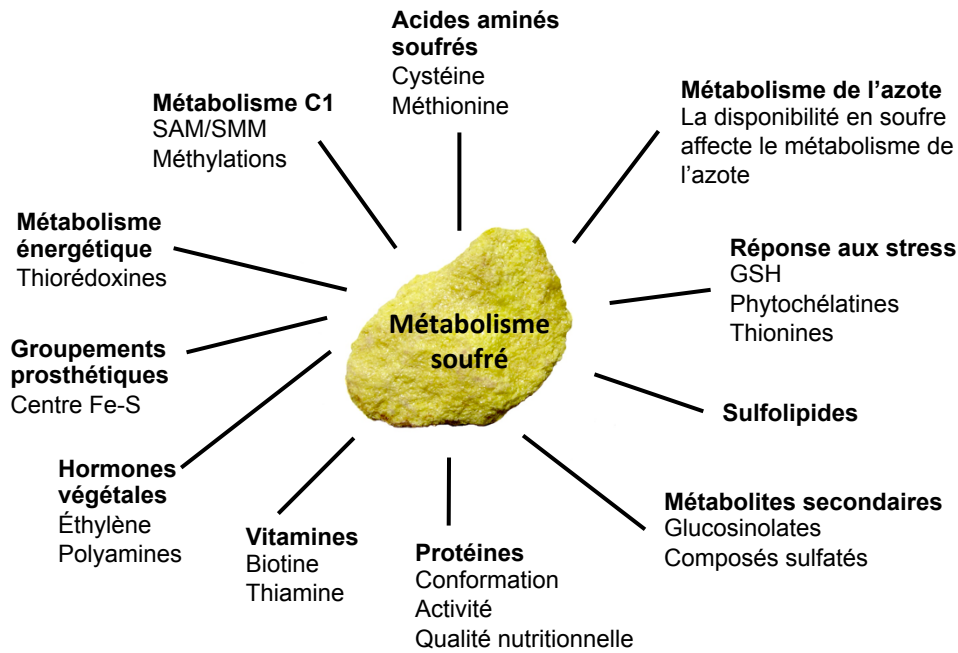 Acides aminés
soufrés
Cystéine
Méthionine
Métabolisme de l’azote
La disponibilité en soufre
affecte le métabolisme de
l’azote
Réponse aux stress
GSH
Phytochélatines
Thionines
Sulfolipides
Métabolites secondaires
Glucosinolates
Composés sulfatés
Protéines
Conformation
Activité
Qualité nutritionnelle
Vitamines
Biotine
Thiamine
Hormones
végétales
Éthylène
Polyamines
Groupements
prosthétiques
Centre Fe-S
Métabolisme
énergétique
Thiorédoxines
Métabolisme C1
SAM/SMM
Méthylations
Métabolisme
soufré